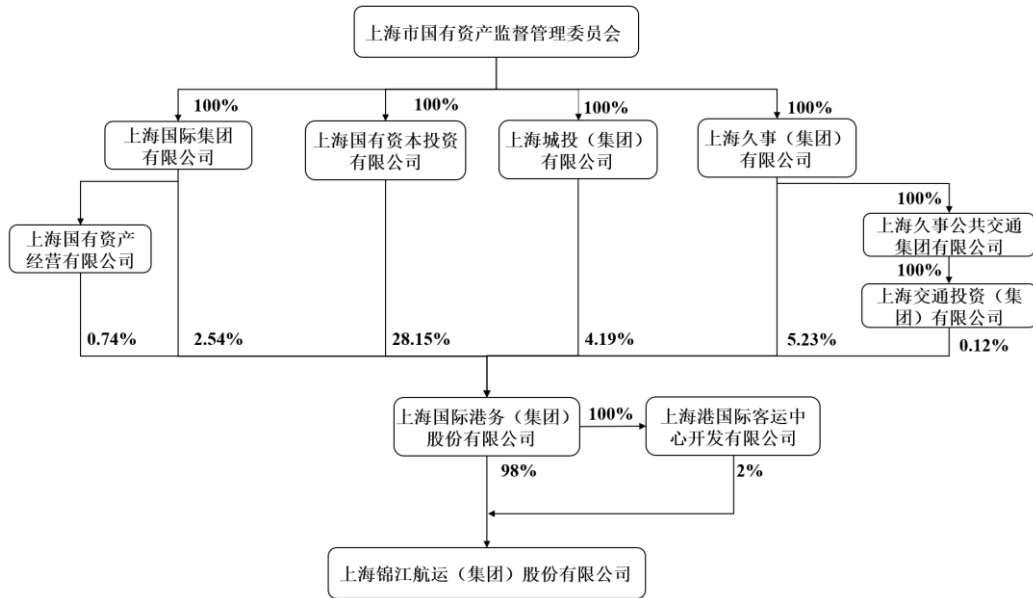 上海市国有资产监督管理委员会
100%
100%
100%
100%
上海国际集团
有限公司
上海国有资本投资
有限公司
上海城投（集团）
有限公司
上海久事（集团）
有限公司
100%
上海国有资产
经营有限公司
上海久事公共交通
集团有限公司
100%
上海交通投资（集
团）有限公司
0.74%
2.54%
28.15%
4.19%
5.23%
0.12%
上海国际港务（集团）
股份有限公司
100%
上海港国际客运中
心开发有限公司
98%
2%
上海锦江航运（集团）股份有限公司